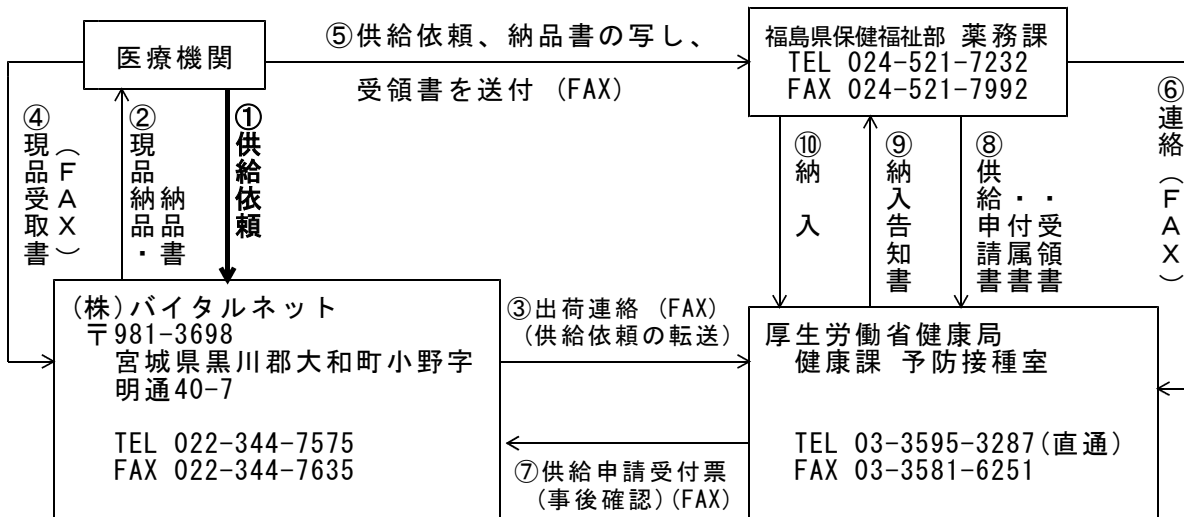 医療機関
⑤供給依頼、納品書の写し、
受領書を送付 (FAX)
福島県保健福祉部 薬務課
TEL 024-521-7232
FAX 024-521-7992
④現品受取書
(FAX)
②現品納品・
納品書
①供給依頼
⑩納 入
⑨納入告知書
⑧供給申請書
・付属書
・受領書
⑥連絡(FAX)
(株)バイタルネット
〒981-3698
宮城県黒川郡大和町小野字
明通40-7
TEL 022-344-7575
FAX 022-344-7635
③出荷連絡 (FAX)
(供給依頼の転送)
⑦供給申請受付票
(事後確認)(FAX)
厚生労働省健康局
健康課 予防接種室
TEL 03-3595-3287(直通)
FAX 03-3581-6251